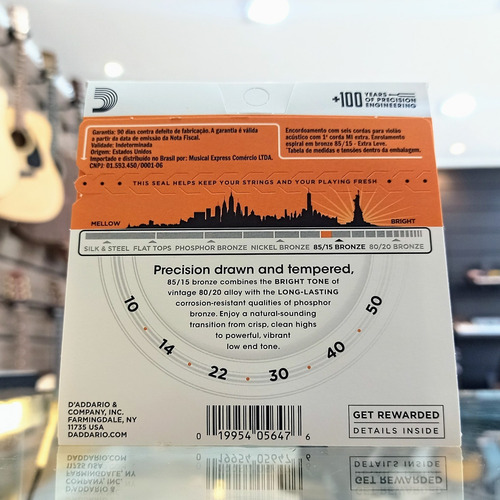 +100 YEARS
OF PRECISION
ENGINEERING
Garantia: 90 dias contra defeito de fabricação. A garantia é válida
a partir da data de emissão da Nota Fiscal.
Validade: Indeterminada
Origem: Estados Unidos
Importado e distribuído no Brasil por: Musical Express Comércio LTDA.
CNPJ: 01.593.450/0001-06
Encordoamento com seis cordas para violão
acústico com 1ª corda Mi extra. Enrolamento
espiral em bronze 85/15 - Extra Leve.
Tabela de medidas e tensões dentro da embalagem.
THIS SEAL HELPS KEEP YOUR STRINGS AND YOUR PLAYING FRESH
MELLOW
BRIGHT
SILK & STEEL FLAT TOPS PHOSPHOR BRONZE NICKEL BRONZE 85/15 BRONZE 80/20 BRONZE
Precision drawn and tempered,
85/15 bronze combines the BRIGHT TONE of
vintage 80/20 alloy with the LONG-LASTING
corrosion-resistant qualities of phosphor
bronze. Enjoy a natural-sounding
transition from crisp, clean highs
to powerful, vibrant
low end tone.
10 • 14 • 22 • 30 • 40 • 50
D'ADDARIO &
COMPANY, INC.
FARMINGDALE, NY
11735 USA
DADDARIO.COM
0 19954 05647 6
GET REWARDED
DETAILS INSIDE